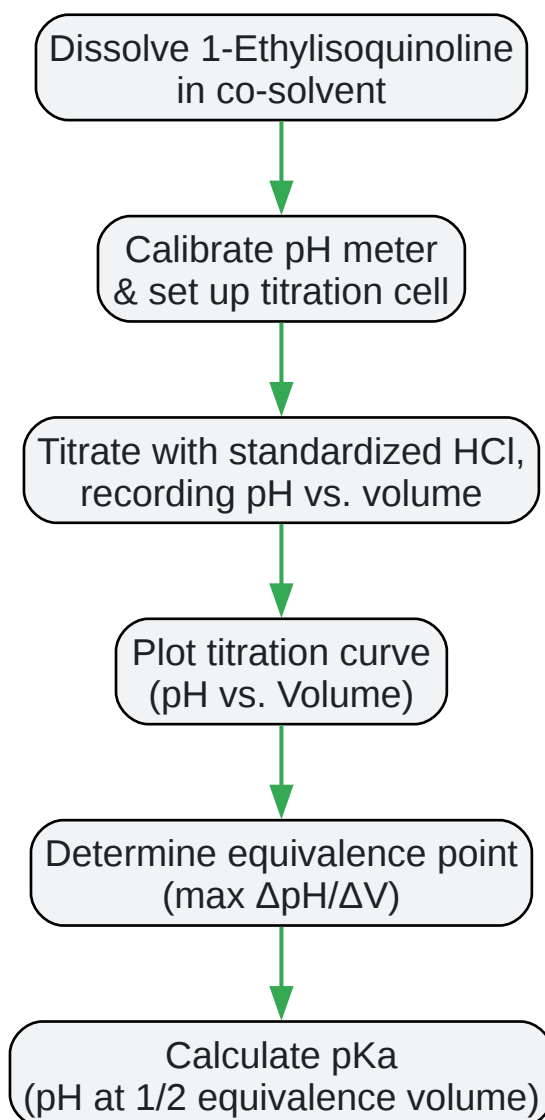 Dissolve 1-Ethylisoquinoline
in co-solvent
Calibrate pH meter
& set up titration cell
Titrate with standardized HCl,
recording pH vs. volume
Plot titration curve
(pH vs. Volume)
Determine equivalence point
(max ΔpH/ΔV)
Calculate pKa
(pH at 1/2 equivalence volume)